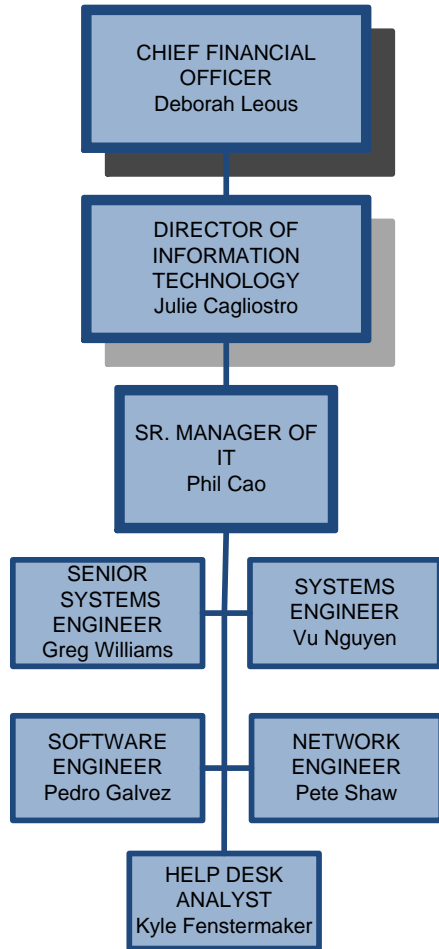 CHIEF FINANCIAL
OFFICER
Deborah Leous
DIRECTOR OF
INFORMATION
TECHNOLOGY
Julie Cagliostro
SR. MANAGER OF
IT
Phil Cao
SENIOR
SYSTEMS
ENGINEER
Greg Williams
SYSTEMS
ENGINEER
Vu Nguyen
SOFTWARE
ENGINEER
Pedro Galvez
NETWORK
ENGINEER
Pete Shaw
HELP DESK
ANALYST
Kyle Fenstermaker